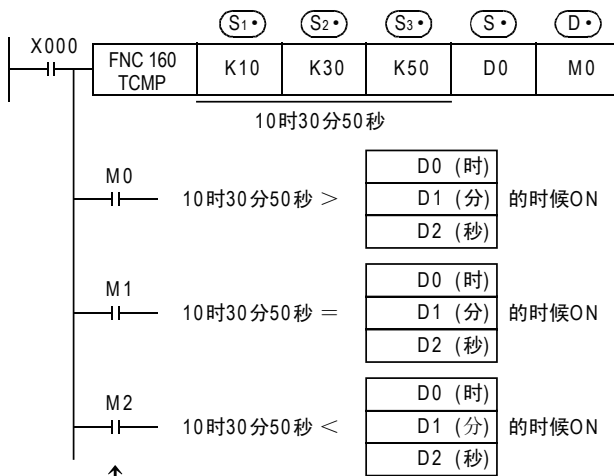 S1• S2• S3• S• D•
X000
FNC 160 TCMP K10 K30 K50 D0 M0
10时30分50秒
M0
10时30分50秒 >
D0 (时)
D1 (分)
D2 (秒)
的时候ON
M1
10时30分50秒 =
D0 (时)
D1 (分)
D2 (秒)
的时候ON
M2
10时30分50秒 <
D0 (时)
D1 (分)
D2 (秒)
的时候ON